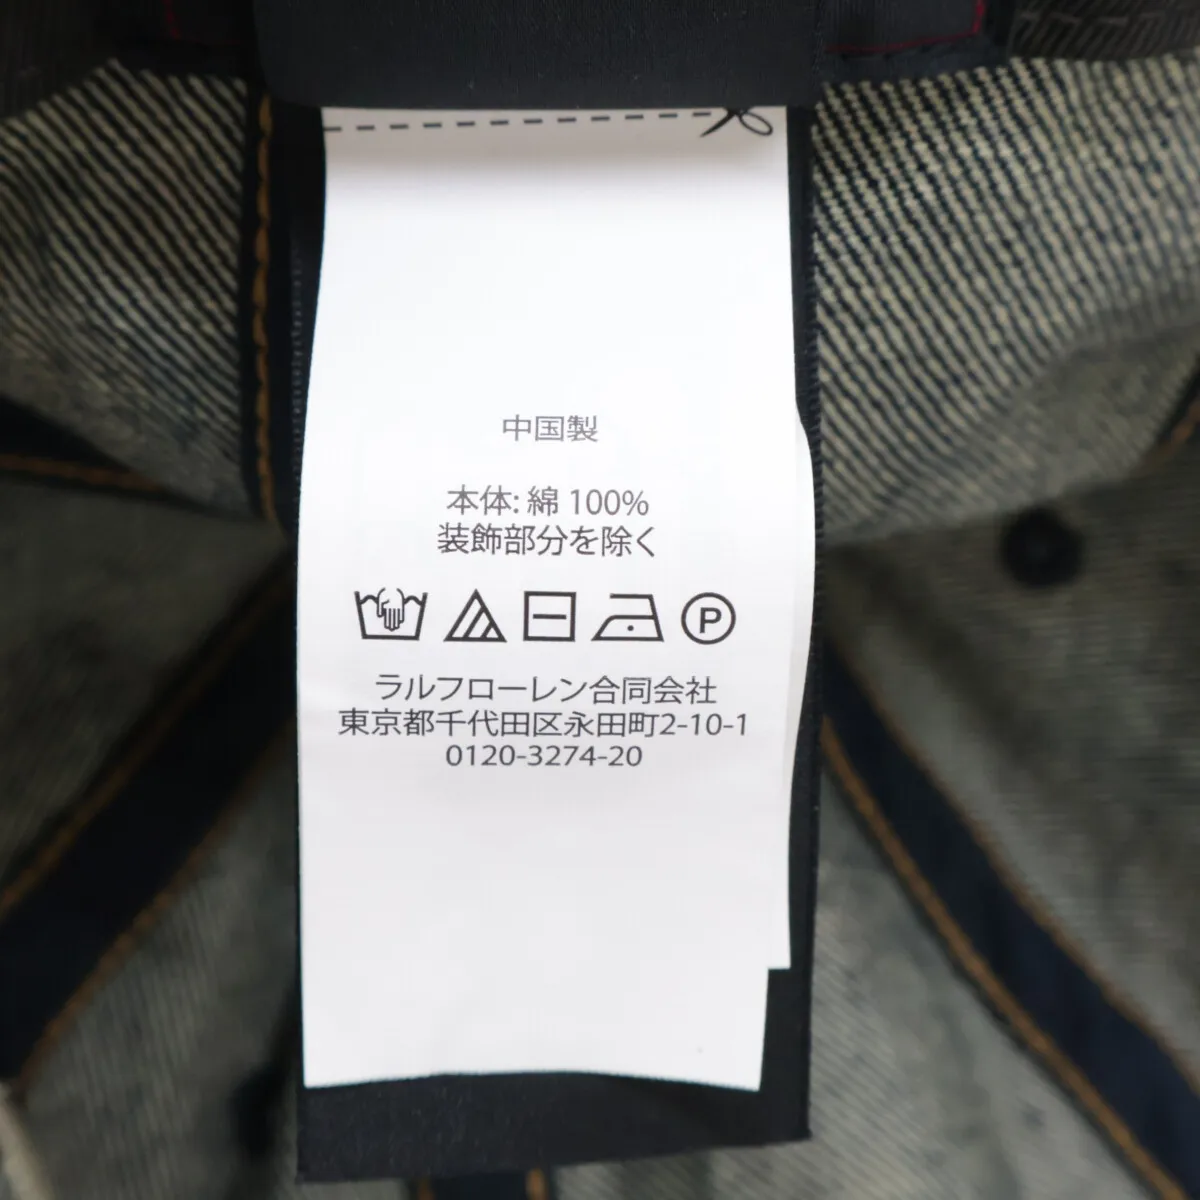 中国製
本体: 綿 100%
装飾部分を除く
P
ラルフローレン合同会社
東京都千代田区永田町2-10-1
0120-3274-20